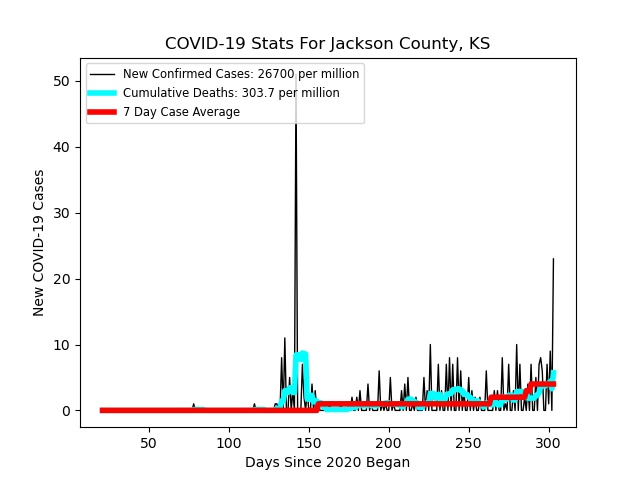 COVID-19 Stats For Jackson County, KS
New Confirmed Cases: 26700 per million
Cumulative Deaths: 303.7 per million
7 Day Case Average
50
40
30
20
10
0
New COVID-19 Cases
50 100 150 200 250 300
Days Since 2020 Began